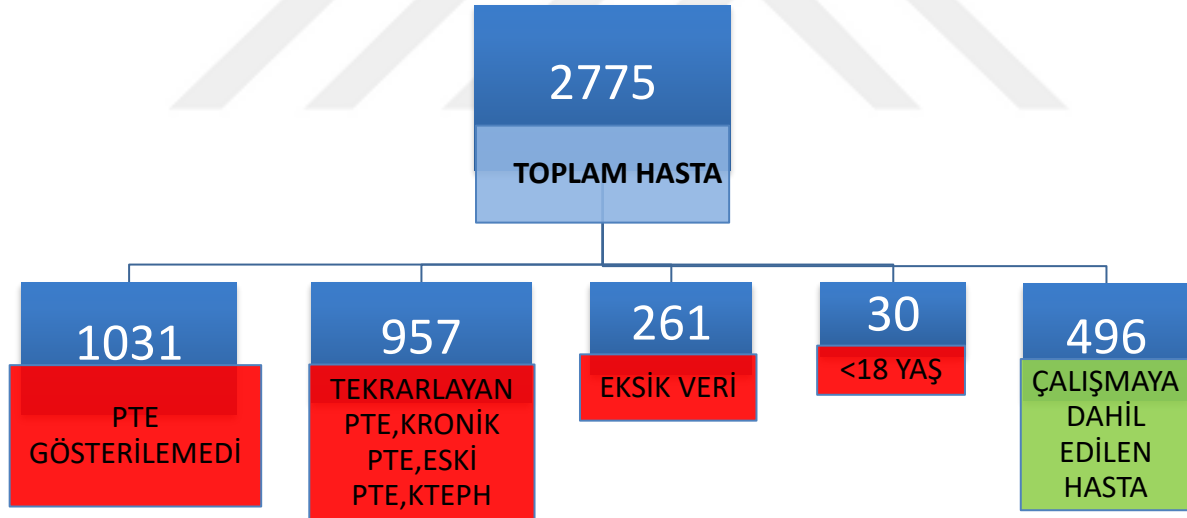 2775
TOPLAM HASTA
1031
PTE
GÖSTERİLEMEDİ
957
TEKRARLAYAN
PTE,KRONİK
PTE,ESKİ
PTE,KTEPH
261
EKSİK VERİ
30
<18 YAŞ
496
ÇALIŞMAYA
DAHİL
EDİLEN
HASTA